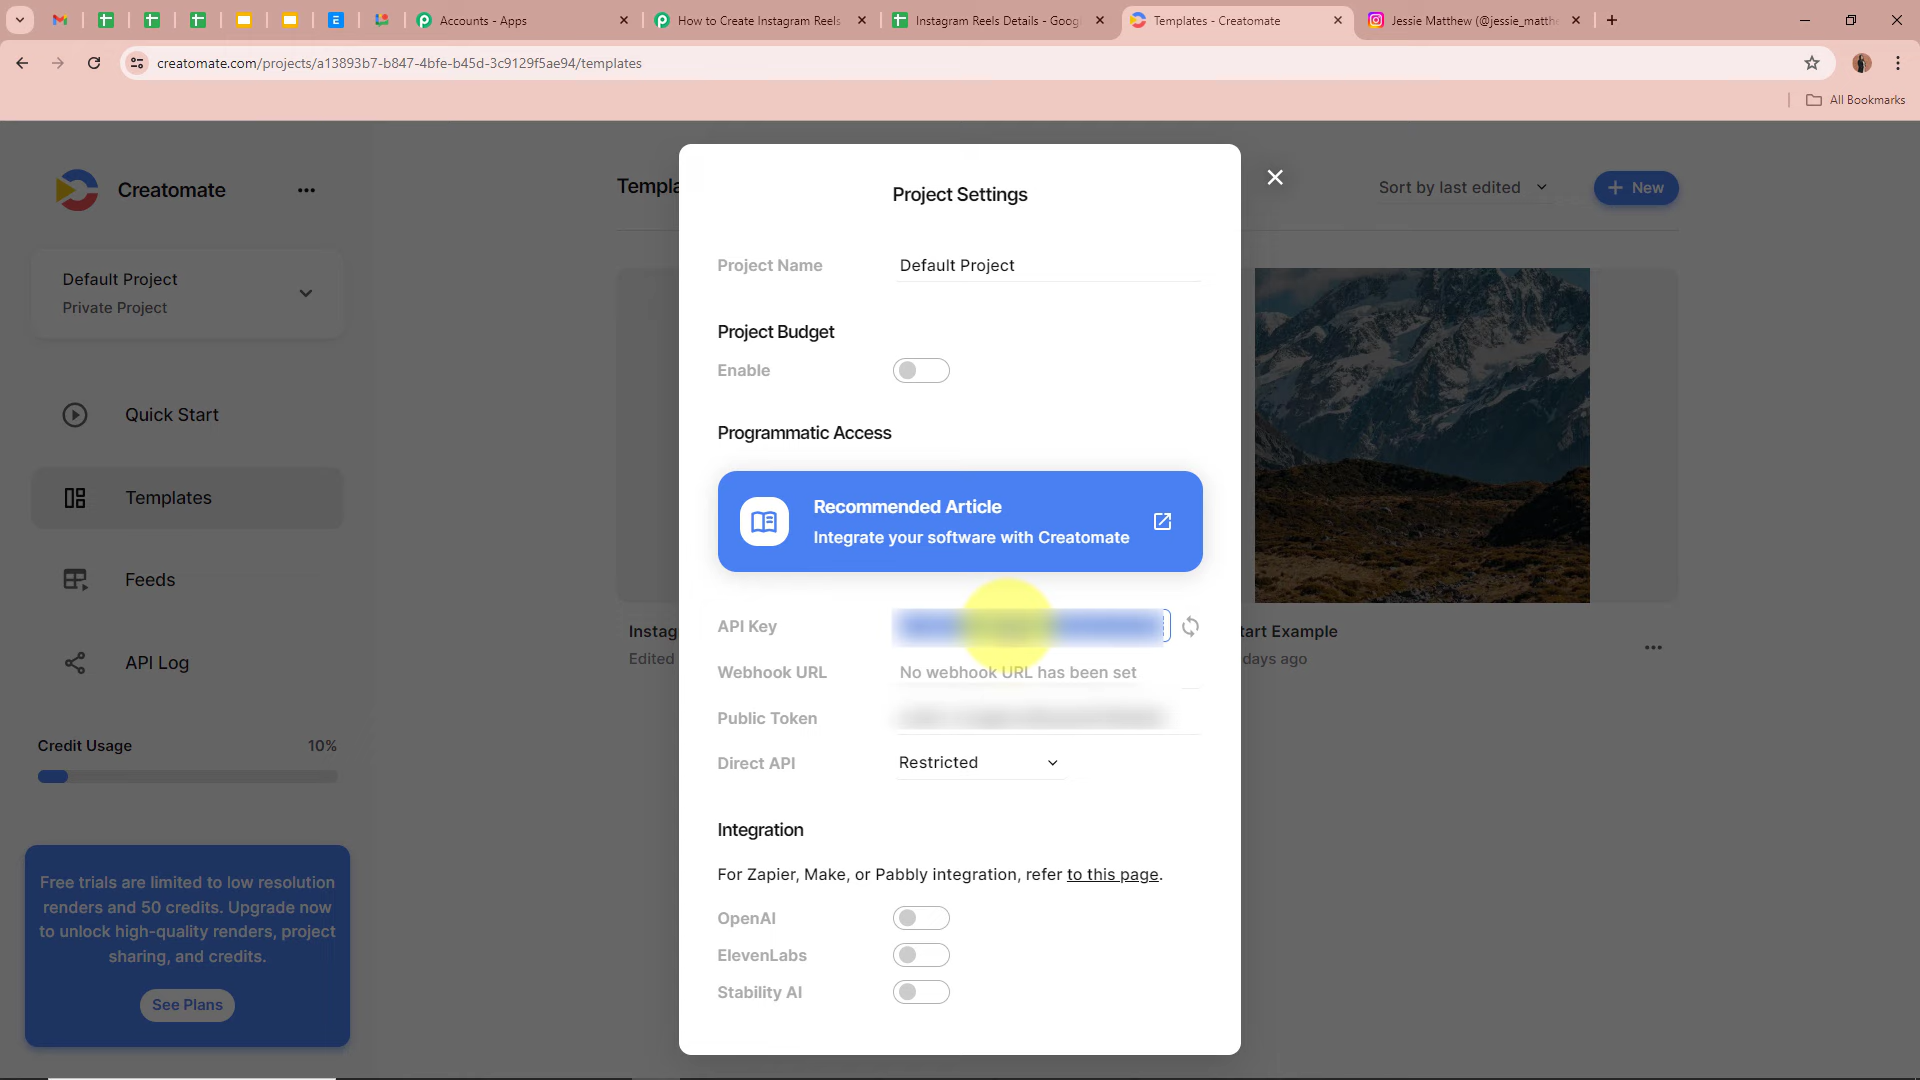 Accounts - Apps
How to Create Instagram Reels
Instagram Reels Details - Goog
Templates - Creatomate
Jessie Matthew (@jessie_matth
creatomate.com/projects/a13893b7-b847-4bfe-b45d-3c9129f5ae94/templates
All Bookmarks
Creatomate
Default Project
Private Project
Quick Start
Templates
Feeds
API Log
Credit Usage
10%
Free trials are limited to low resolution
renders and 50 credits. Upgrade now
to unlock high-quality renders, project
sharing, and credits.
See Plans
Templa
Sort by last edited
New
Instag
Edited
tart Example
days ago
Project Settings
Project Name
Default Project
Project Budget
Enable
Programmatic Access
Recommended Article
Integrate your software with Creatomate
API Key
Webhook URL
No webhook URL has been set
Public Token
Direct API
Restricted
Integration
For Zapier, Make, or Pabbly integration, refer to this page.
OpenAI
ElevenLabs
Stability AI